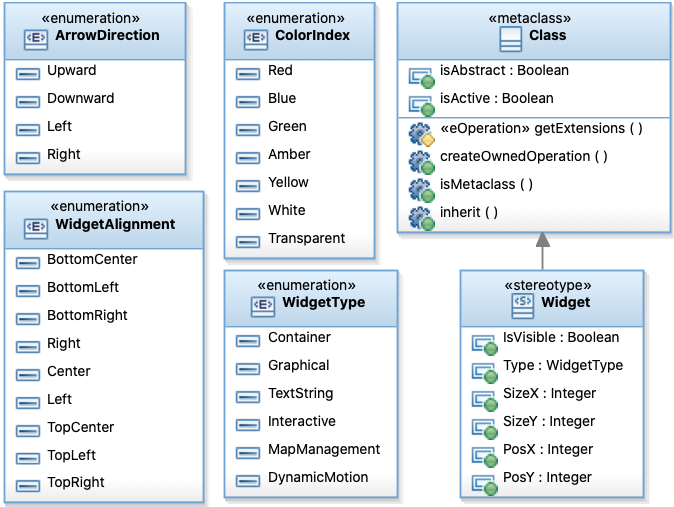 «enumeration»
<E> ArrowDirection
Upward
Downward
Left
Right
«enumeration»
<E> ColorIndex
Red
Blue
Green
Amber
Yellow
White
Transparent
«metaclass»
Class
isAbstract : Boolean
isActive : Boolean
«eOperation» getExtensions ( )
createOwnedOperation ( )
isMetaclass ( )
inherit ( )
«enumeration»
<E> WidgetAlignment
BottomCenter
BottomLeft
BottomRight
Right
Center
Left
TopCenter
TopLeft
TopRight
«enumeration»
<E> WidgetType
Container
Graphical
TextString
Interactive
MapManagement
DynamicMotion
«stereotype»
«S» Widget
IsVisible : Boolean
Type : WidgetType
SizeX : Integer
SizeY : Integer
PosX : Integer
PosY : Integer